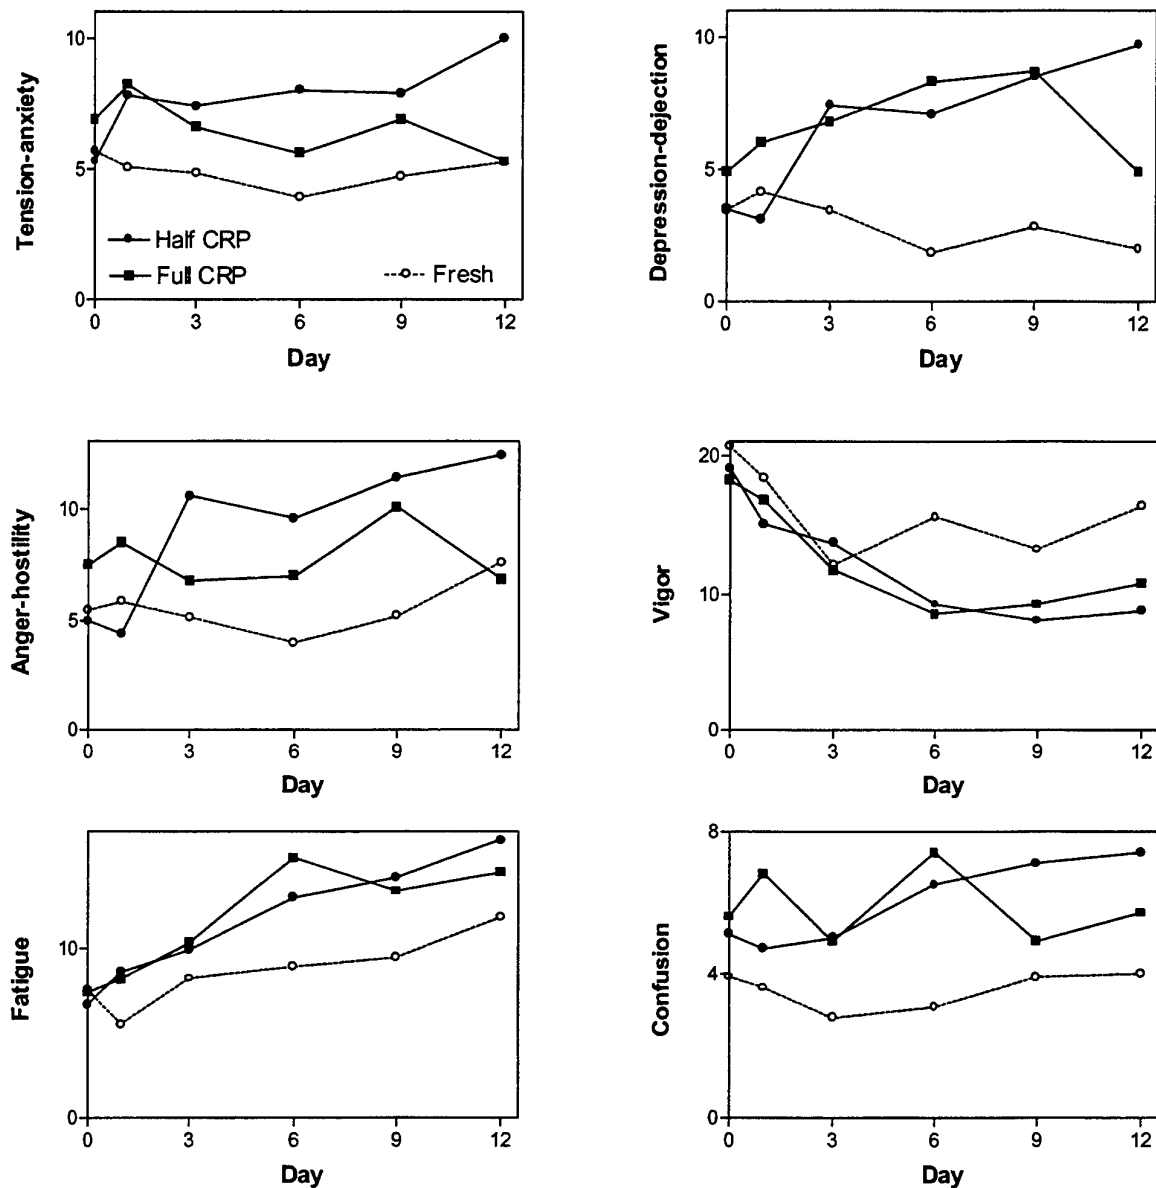 Tension-anxiety
10
5
0
Half CRP
Full CRP
Fresh
0 3 6 9 12
Day
Depression-dejection
10
5
0
0 3 6 9 12
Day
Anger-hostility
10
5
0
0 3 6 9 12
Day
Vigor
20
10
0
0 3 6 9 12
Day
Fatigue
10
0
0 3 6 9 12
Day
Confusion
8
4
0
0 3 6 9 12
Day